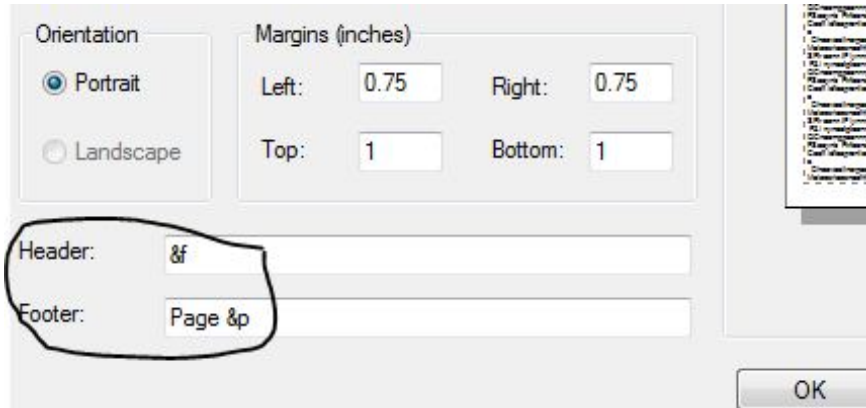 Orientation Margins (inches)
Portrait Left: 0.75 Right: 0.75
Landscape Top: 1 Bottom: 1
Header: &f
Footer: Page &p
OK